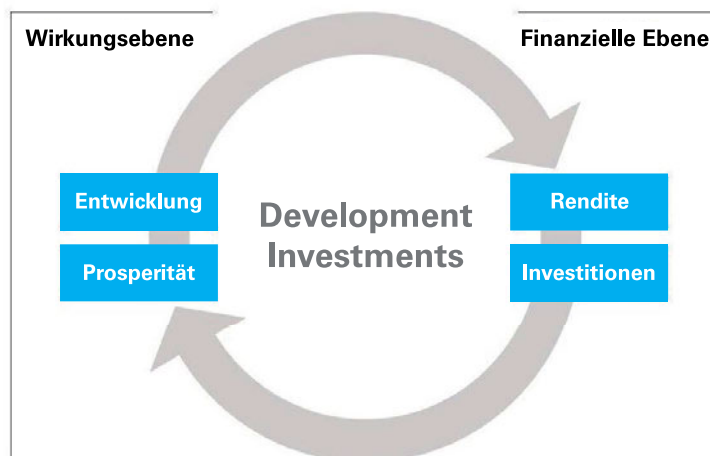 Wirkungsebene
Finanzielle Ebene
Entwicklung
Prosperität
Development
Investments
Rendite
Investitionen